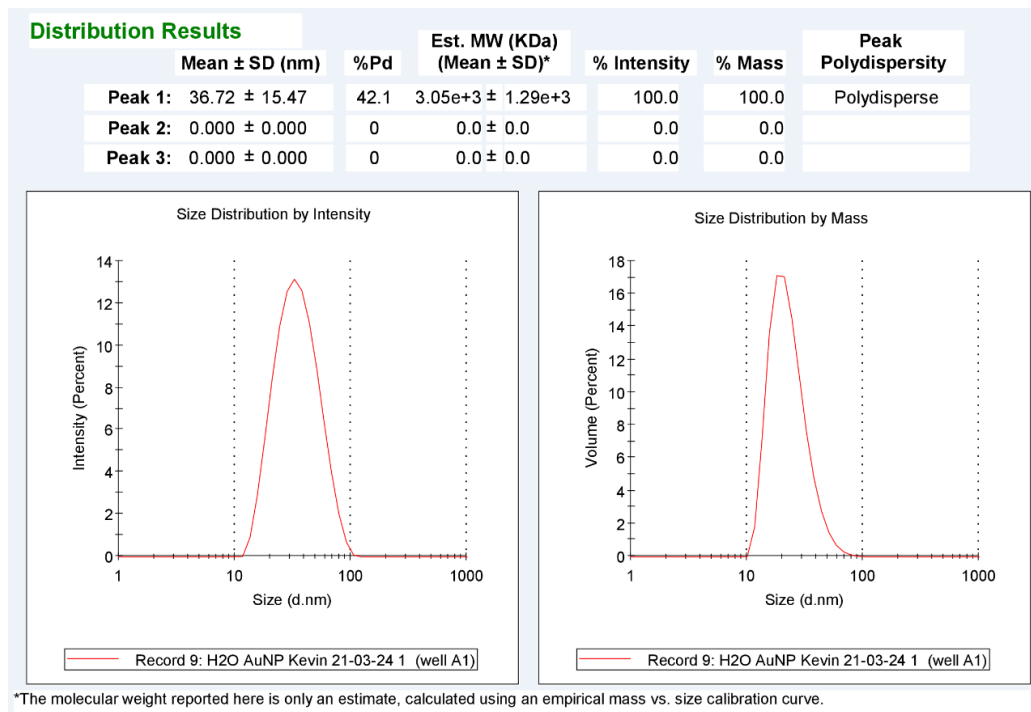 Distribution Results
Mean ± SD (nm) %Pd Est. MW (KDa) (Mean ± SD)* % Intensity % Mass Peak Polydispersity
Peak 1: 36.72 ± 15.47 42.1 3.05e+3 ± 1.29e+3 100.0 100.0 Polydisperse
Peak 2: 0.000 ± 0.000 0 0.0 ± 0.0 0.0 0.0
Peak 3: 0.000 ± 0.000 0 0.0 ± 0.0 0.0 0.0
Size Distribution by Intensity
14
12
10
8
6
4
2
0
Intensity (Percent)
1 10 100 1000
Size (d.nm)
Record 9: H2O AuNP Kevin 21-03-24 1 (well A1)
Size Distribution by Mass
18
16
14
12
10
8
6
4
2
0
Volume (Percent)
1 10 100 1000
Size (d.nm)
Record 9: H2O AuNP Kevin 21-03-24 1 (well A1)
*The molecular weight reported here is only an estimate, calculated using an empirical mass vs. size calibration curve.